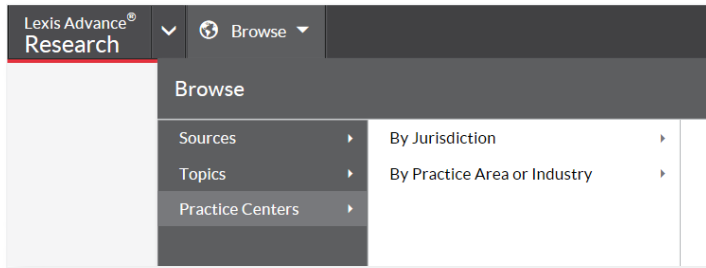 Lexis Advance®
Research
Browse
Browse
Sources
By Jurisdiction
Topics
By Practice Area or Industry
Practice Centers